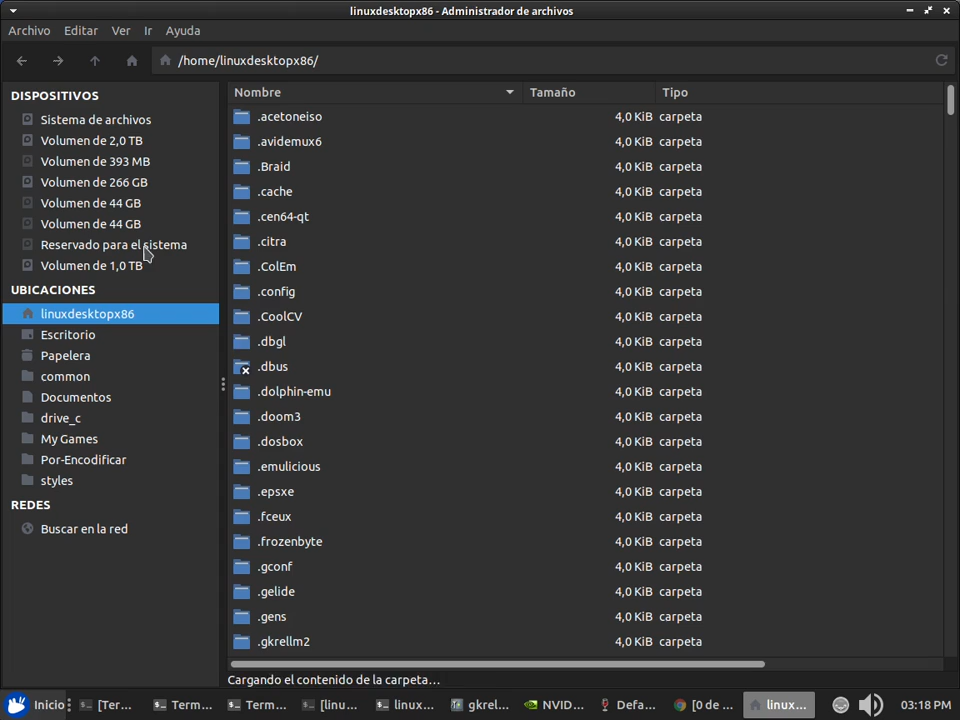 linuxdesktopx86 - Administrador de archivos
Archivo Editar Ver Ir Ayuda
/home/linuxdesktopx86/
DISPOSITIVOS
Sistema de archivos
Volumen de 2,0 TB
Volumen de 393 MB
Volumen de 266 GB
Volumen de 44 GB
Volumen de 44 GB
Reservado para el sistema
Volumen de 1,0 TB
UBICACIONES
linuxdesktopx86
Escritorio
Papelera
common
Documentos
drive_c
My Games
Por-Encodificar
styles
REDES
Buscar en la red
Nombre Tamaño Tipo
.acetoneiso 4,0 KiB carpeta
.avidemux6 4,0 KiB carpeta
.Braid 4,0 KiB carpeta
.cache 4,0 KiB carpeta
.cen64-qt 4,0 KiB carpeta
.citra 4,0 KiB carpeta
.ColEm 4,0 KiB carpeta
.config 4,0 KiB carpeta
.CoolCV 4,0 KiB carpeta
.dbgl 4,0 KiB carpeta
.dbus 4,0 KiB carpeta
.dolphin-emu 4,0 KiB carpeta
.doom3 4,0 KiB carpeta
.dosbox 4,0 KiB carpeta
.emulicious 4,0 KiB carpeta
.epsxe 4,0 KiB carpeta
.fceux 4,0 KiB carpeta
.frozenbyte 4,0 KiB carpeta
.gconf 4,0 KiB carpeta
.gelide 4,0 KiB carpeta
.gens 4,0 KiB carpeta
.gkrellm2 4,0 KiB carpeta
Cargando el contenido de la carpeta...
Inicio [Ter... Term... Term... [linu... linux... gkrel... NVID... Defa... [0 de ... linux... 03:18 PM